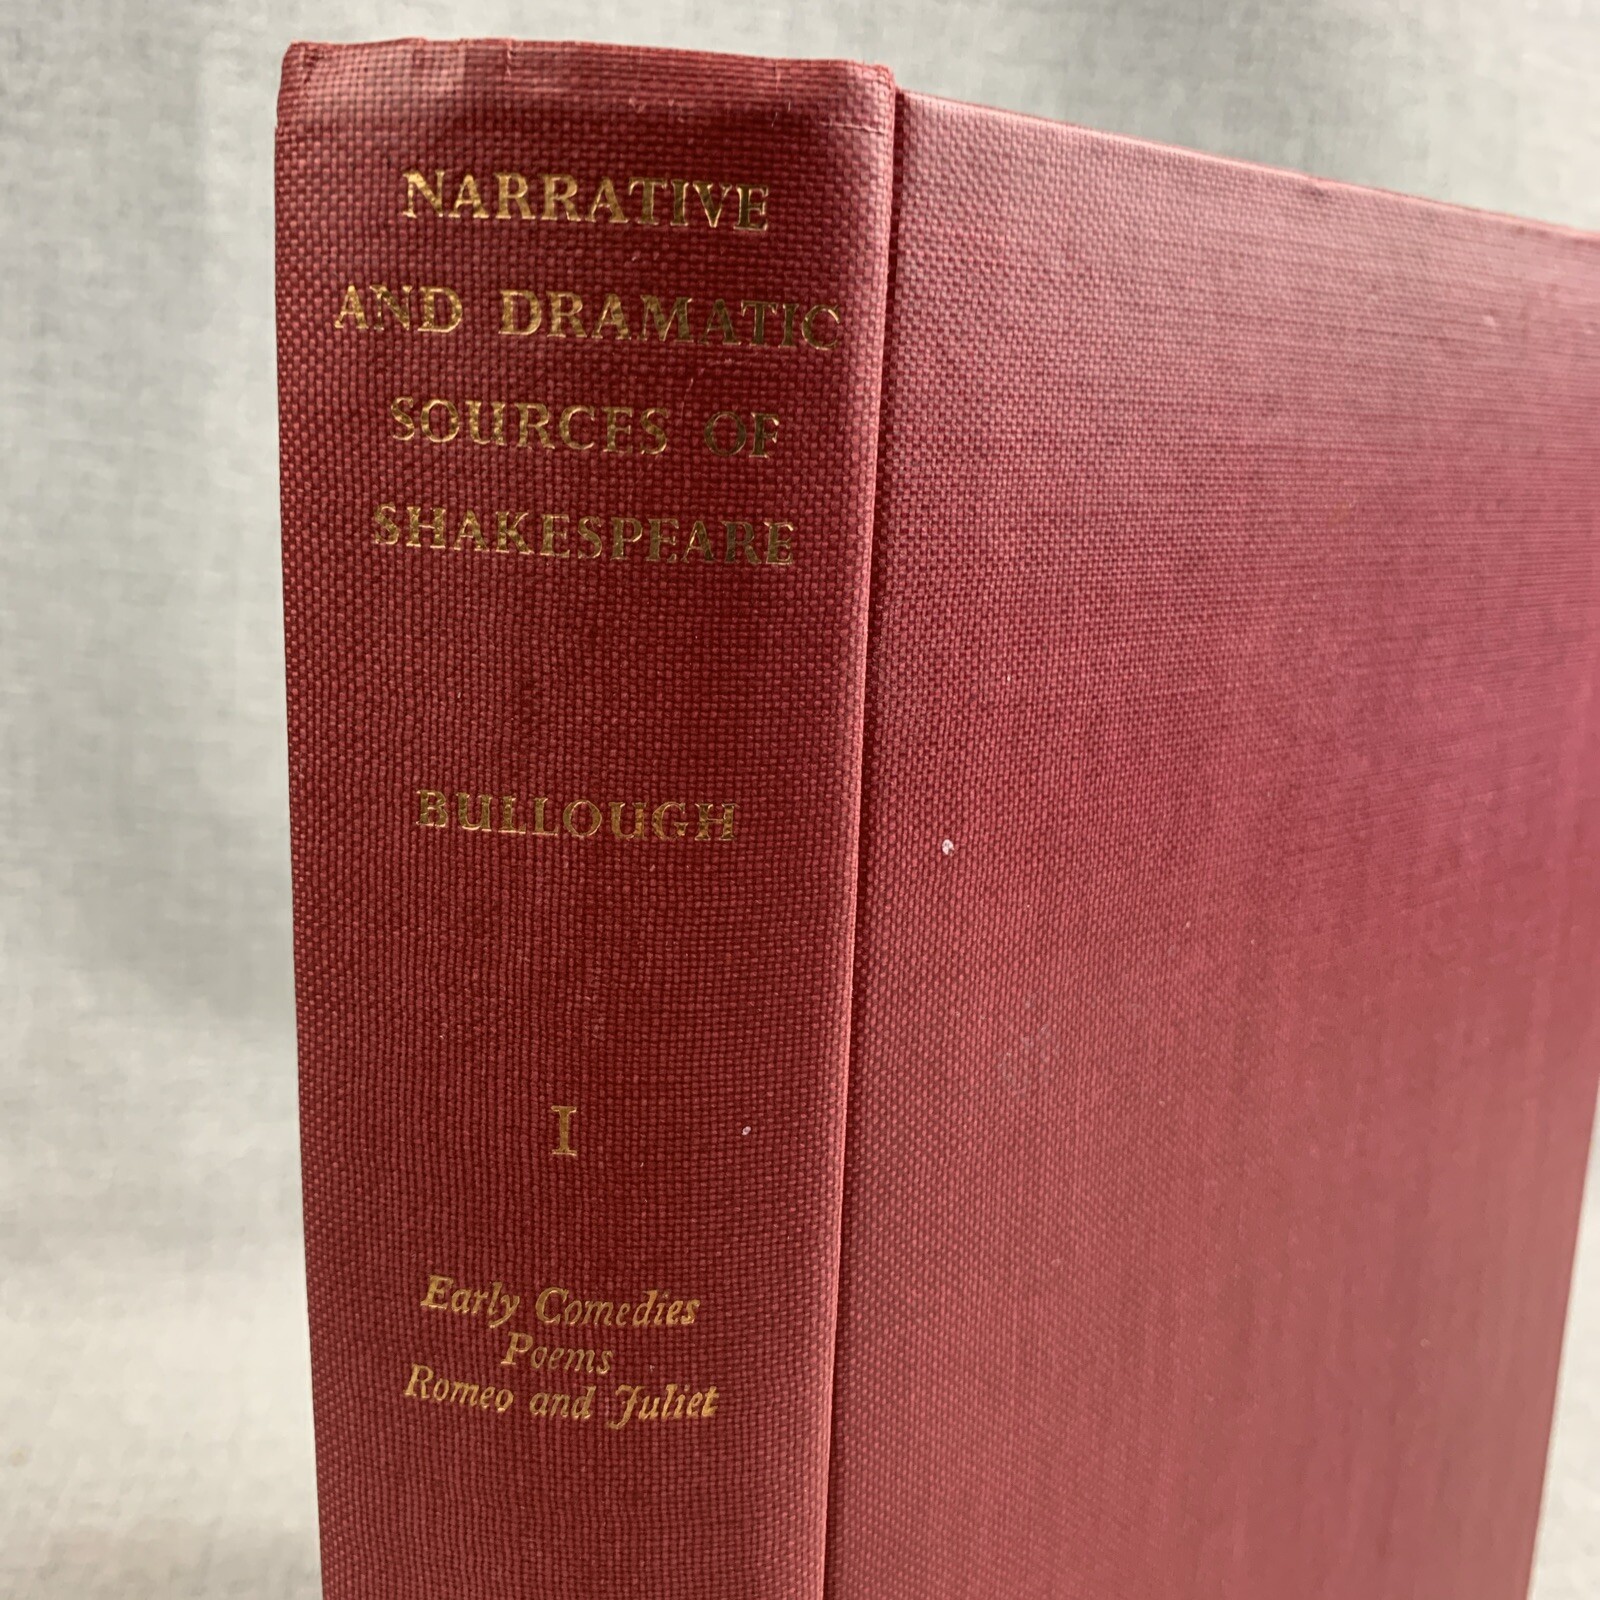 NARRATIVE
AND DRAMATIC
SOURCES OF
SHAKESPEARE
BULLOUGH
I
Early Comedies
Poems
Romeo and Juliet